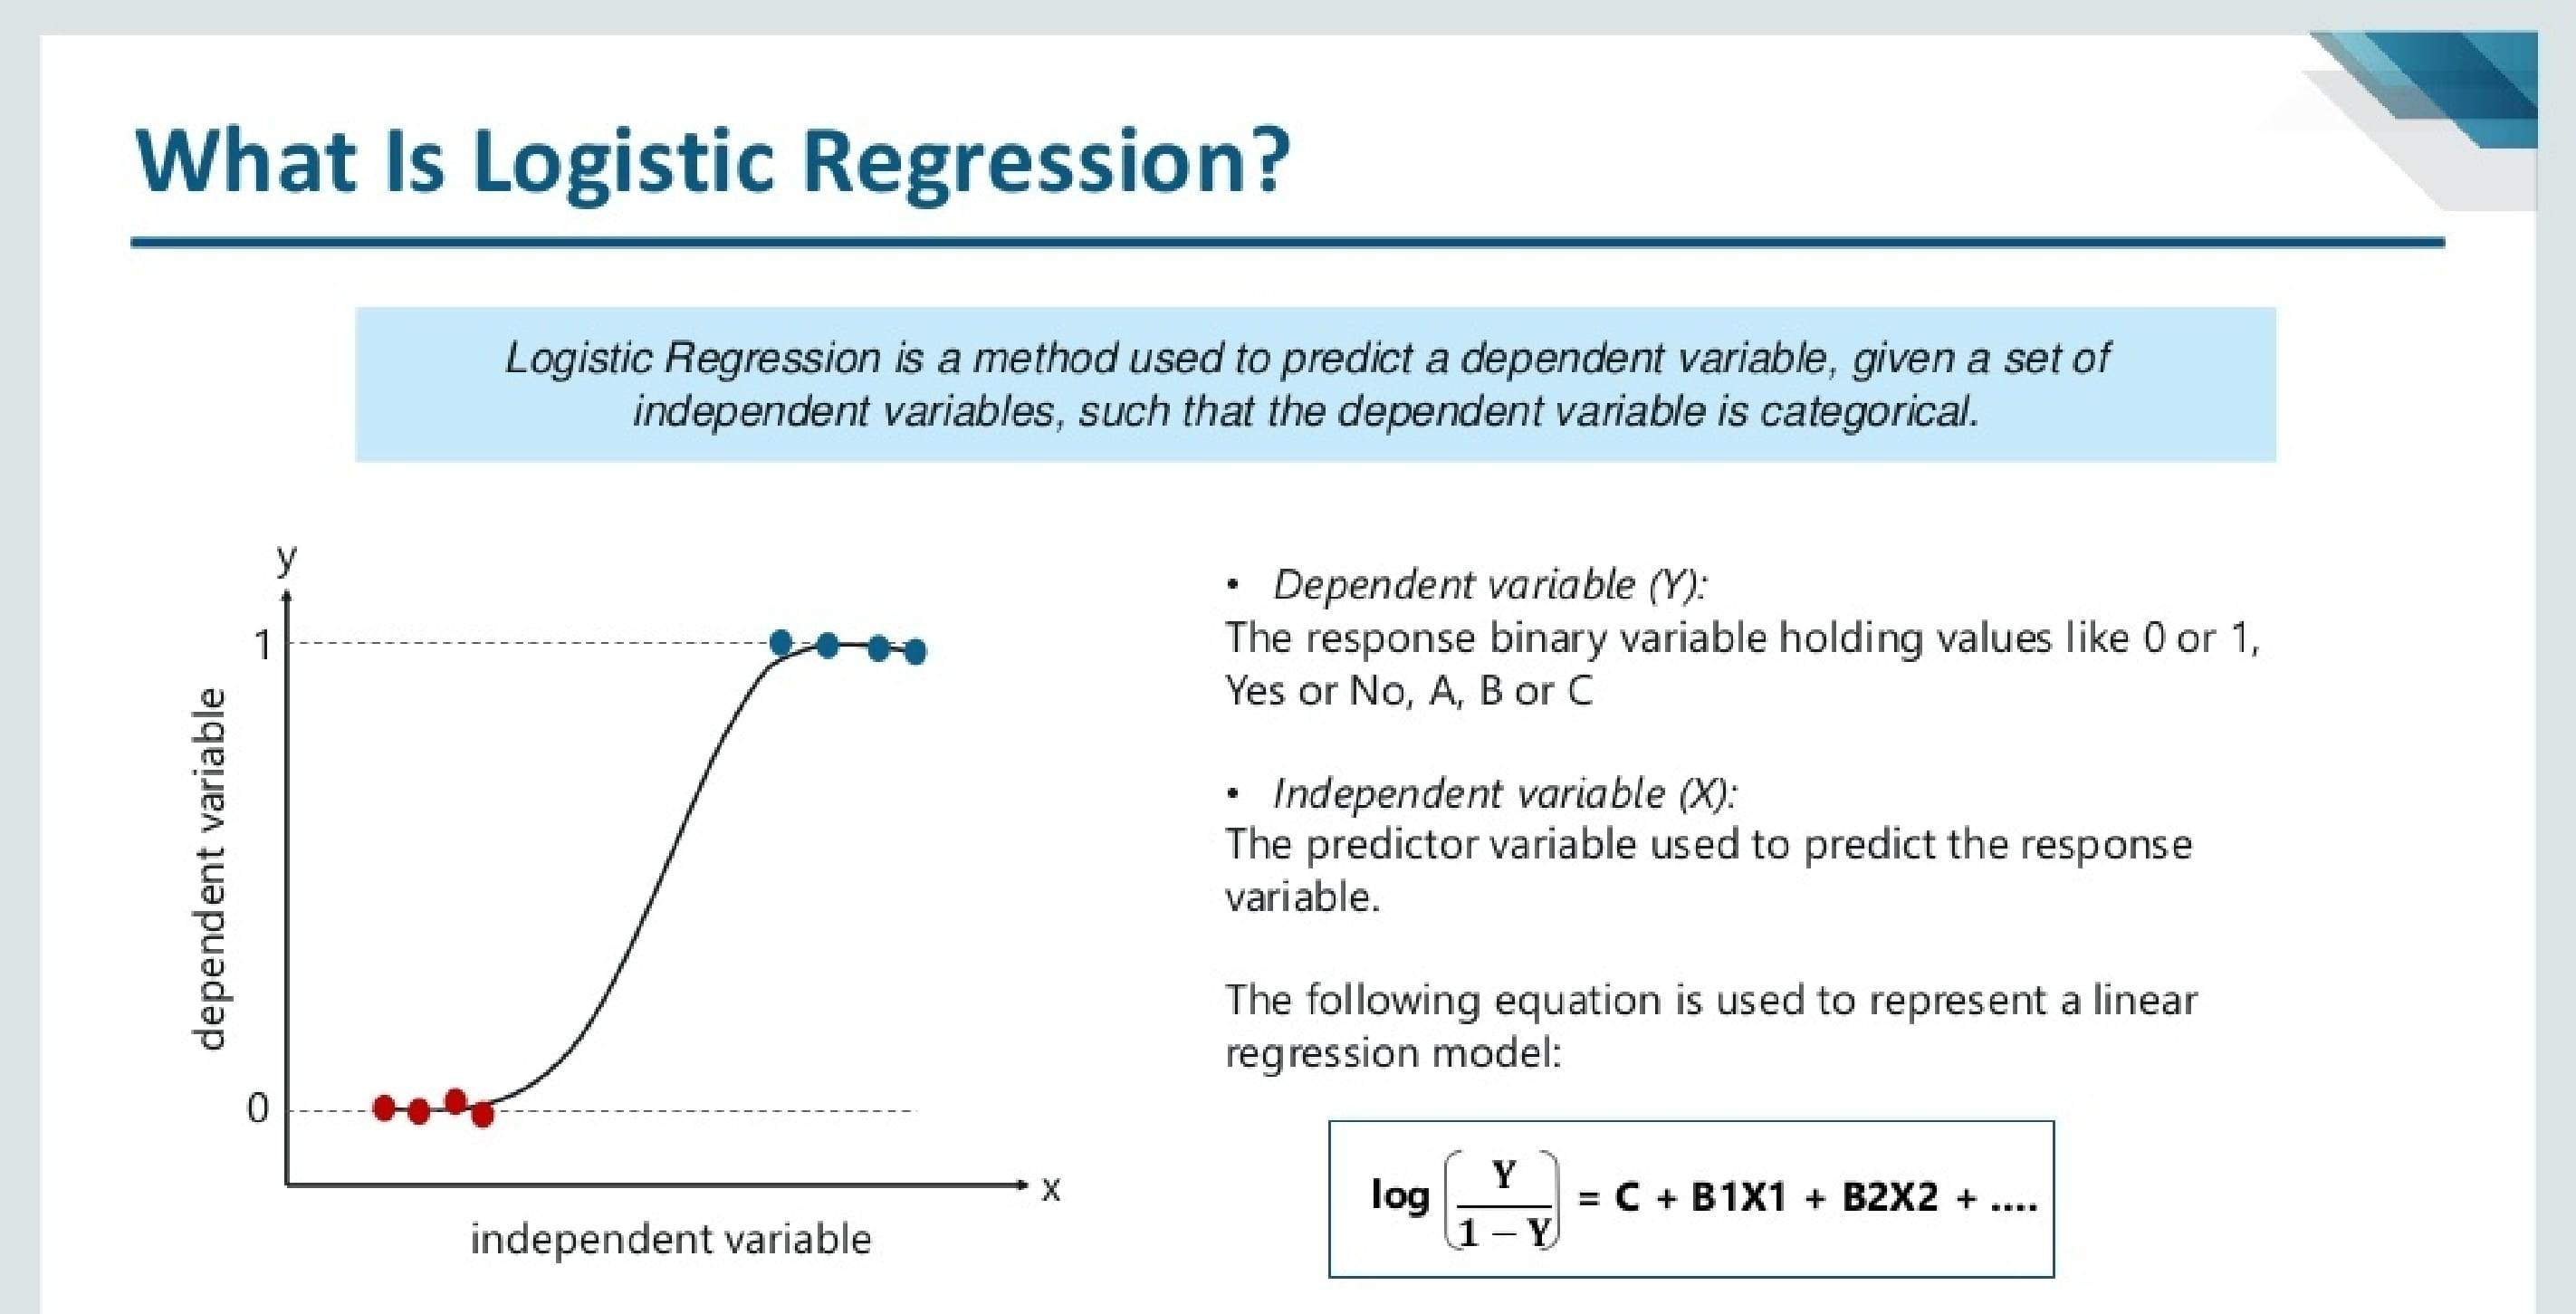 What Is Logistic Regression?
Logistic Regression is a method used to predict a dependent variable, given a set of
independent variables, such that the dependent variable is categorical.
y
1
dependent variable
0
x
independent variable
• Dependent variable (Y):
The response binary variable holding values like 0 or 1,
Yes or No, A, B or C
• Independent variable (X):
The predictor variable used to predict the response
variable.
The following equation is used to represent a linear
regression model:
log (Y / 1 − Y) = C + B1X1 + B2X2 + ....